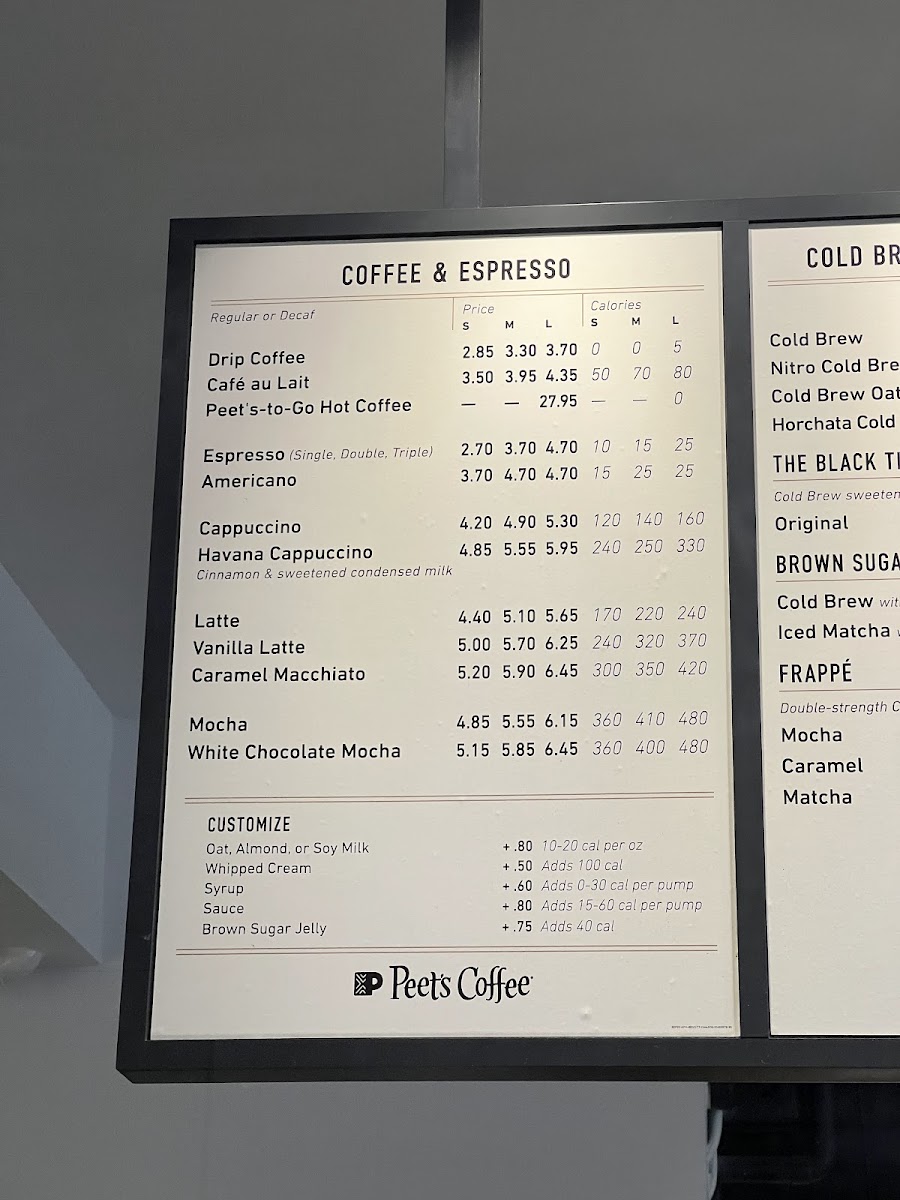 COFFEE & ESPRESSO
Regular or Decaf Price Calories
S M L S M L
Drip Coffee 2.85 3.30 3.70 0 0 5
Café au Lait 3.50 3.95 4.35 50 70 80
Peet's-to-Go Hot Coffee — — 27.95 — — 0
Espresso (Single, Double, Triple) 2.70 3.70 4.70 10 15 25
Americano 3.70 4.70 4.70 15 25 25
Cappuccino 4.20 4.90 5.30 120 140 160
Havana Cappuccino 4.85 5.55 5.95 240 250 330
Cinnamon & sweetened condensed milk
Latte 4.40 5.10 5.65 170 220 240
Vanilla Latte 5.00 5.70 6.25 240 320 370
Caramel Macchiato 5.20 5.90 6.45 300 350 420
Mocha 4.85 5.55 6.15 360 410 480
White Chocolate Mocha 5.15 5.85 6.45 360 400 480
CUSTOMIZE
Oat, Almond, or Soy Milk +.80 10-20 cal per oz
Whipped Cream +.50 Adds 100 cal
Syrup +.60 Adds 0-30 cal per pump
Sauce +.80 Adds 15-60 cal per pump
Brown Sugar Jelly +.75 Adds 40 cal
Peet's Coffee
COLD BR
Cold Brew
Nitro Cold Bre
Cold Brew Oat
Horchata Cold
THE BLACK TI
Cold Brew sweeten
Original
BROWN SUGA
Cold Brew wit
Iced Matcha
FRAPPÉ
Double-strength C
Mocha
Caramel
Matcha